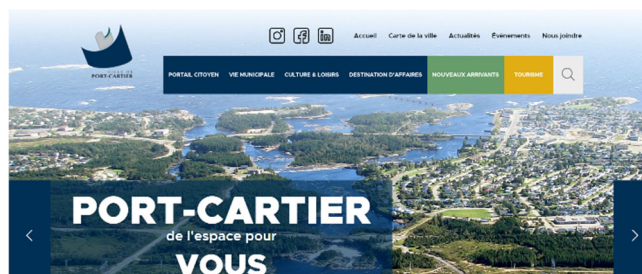 Accueil Carte de la ville Actualités Événements Nous joindre
PORT-CARTIER
PORTAIL CITOYEN VIE MUNICIPALE CULTURE & LOISIRS DESTINATION D'AFFAIRES NOUVEAUX ARRIVANTS TOURISME
PORT-CARTIER
de l'espace pour
VOUS